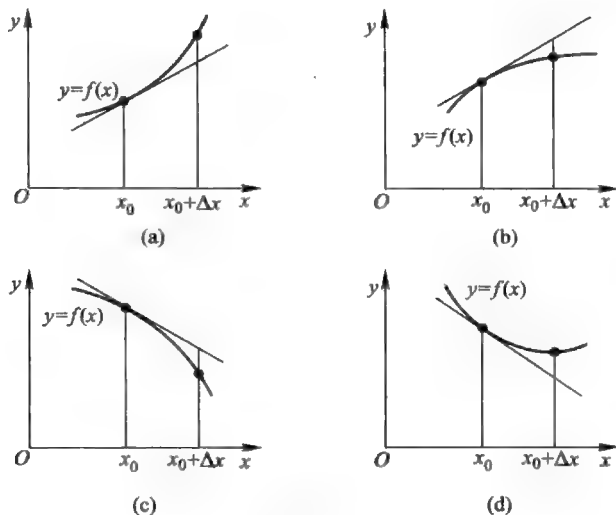 y
y=f(x)
O
x₀
x₀+Δx
x
(a)
y
y=f(x)
O
x₀
x₀+Δx
x
(b)
y
y=f(x)
O
x₀
x₀+Δx
x
(c)
y
y=f(x)
O
x₀
x₀+Δx
x
(d)